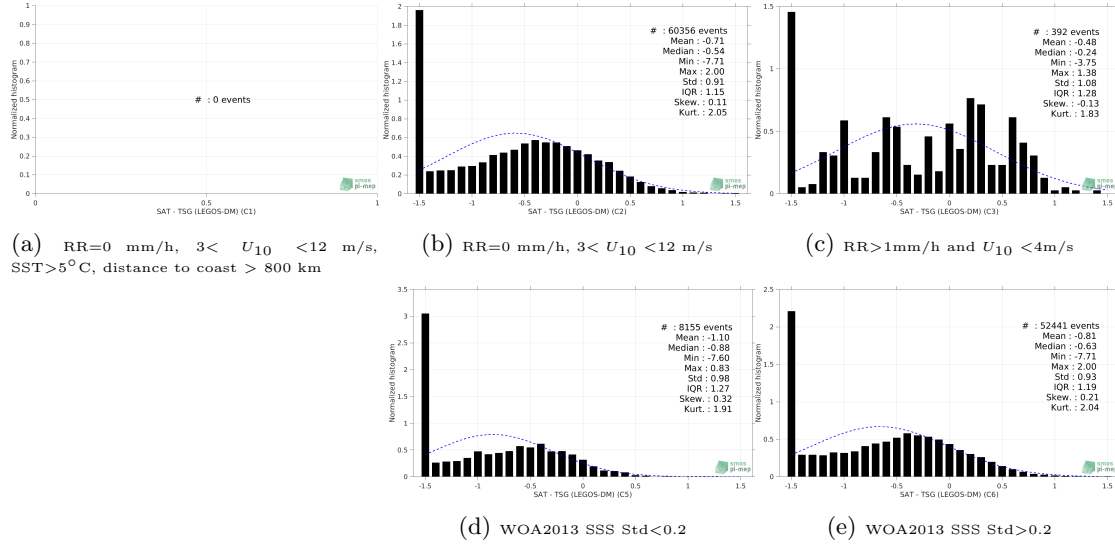 1
0.9
0.8
0.7
0.6
0.5
0.4
0.3
0.2
0.1
0
Normalized histogram
# : 0 events
smos
pi-mep
0 0.5 1
SAT - TSG (LEGOS-DM) (C1)
(a) RR=0 mm/h, 3< U10 <12 m/s,
SST>5°C, distance to coast > 800 km
2
1.8
1.6
1.4
1.2
1
0.8
0.6
0.4
0.2
0
Normalized histogram
# : 60356 events
Mean : -0.71
Median : -0.54
Min : -7.71
Max : 2.00
Std : 0.91
IQR : 1.15
Skew. : 0.11
Kurt. : 2.05
smos
pi-mep
-1.5 -1 -0.5 0 0.5 1 1.5
SAT - TSG (LEGOS-DM) (C2)
(b) RR=0 mm/h, 3< U10 <12 m/s
1.5
1
0.5
0
Normalized histogram
# : 392 events
Mean : -0.48
Median : -0.24
Min : -3.75
Max : 1.38
Std : 1.08
IQR : 1.28
Skew. : -0.13
Kurt. : 1.83
smos
pi-mep
-1.5 -1 -0.5 0 0.5 1 1.5
SAT - TSG (LEGOS-DM) (C3)
(c) RR>1mm/h and U10 <4m/s
3.5
3
2.5
2
1.5
1
0.5
0
Normalized histogram
# : 8155 events
Mean : -1.10
Median : -0.88
Min : -7.60
Max : 0.83
Std : 0.98
IQR : 1.27
Skew. : 0.32
Kurt. : 1.91
smos
pi-mep
-1.5 -1 -0.5 0 0.5 1 1.5
SAT - TSG (LEGOS-DM) (C5)
(d) WOA2013 SSS Std<0.2
2.5
2
1.5
1
0.5
0
Normalized histogram
# : 52441 events
Mean : -0.81
Median : -0.63
Min : -7.71
Max : 2.00
Std : 0.93
IQR : 1.19
Skew. : 0.21
Kurt. : 2.04
smos
pi-mep
-1.5 -1 -0.5 0 0.5 1 1.5
SAT - TSG (LEGOS-DM) (C6)
(e) WOA2013 SSS Std>0.2